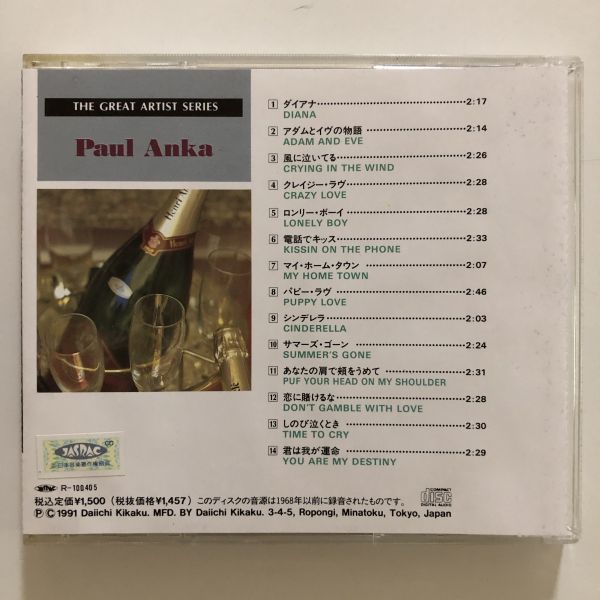 THE GREAT ARTIST SERIES
Paul Anka
1 ダイアナ 2:17
DIANA
2 アダムとイヴの物語 2:14
ADAM AND EVE
3 風に泣いてる 2:26
CRYING IN THE WIND
4 クレイジー・ラヴ 2:28
CRAZY LOVE
5 ロンリー・ボーイ 2:28
LONELY BOY
6 電話でキッス 2:33
KISSIN ON THE PHONE
7 マイ・ホーム・タウン 2:07
MY HOME TOWN
8 パピー・ラヴ 2:46
PUPPY LOVE
9 シンデレラ 2:03
CINDERELLA
10 サマーズ・ゴーン 2:24
SUMMER'S GONE
11 あなたの肩で頬をうめて 2:31
PUF YOUR HEAD ON MY SHOULDER
12 恋に賭けるな 2:28
DON'T GAMBLE WITH LOVE
13 しのび泣くとき 2:30
TIME TO CRY
14 君は我が運命 2:29
YOU ARE MY DESTINY
JASRAC
R-100405
COMPACT
disc
DIGITAL AUDIO
税込定価¥1,500 (税抜価格¥1,457) このディスクの音源は1968年以前に録音されたものです。
Ⓟ Ⓒ 1991 Daiichi Kikaku. MFD. BY Daiichi Kikaku. 3-4-5, Ropongi, Minatoku, Tokyo, Japan